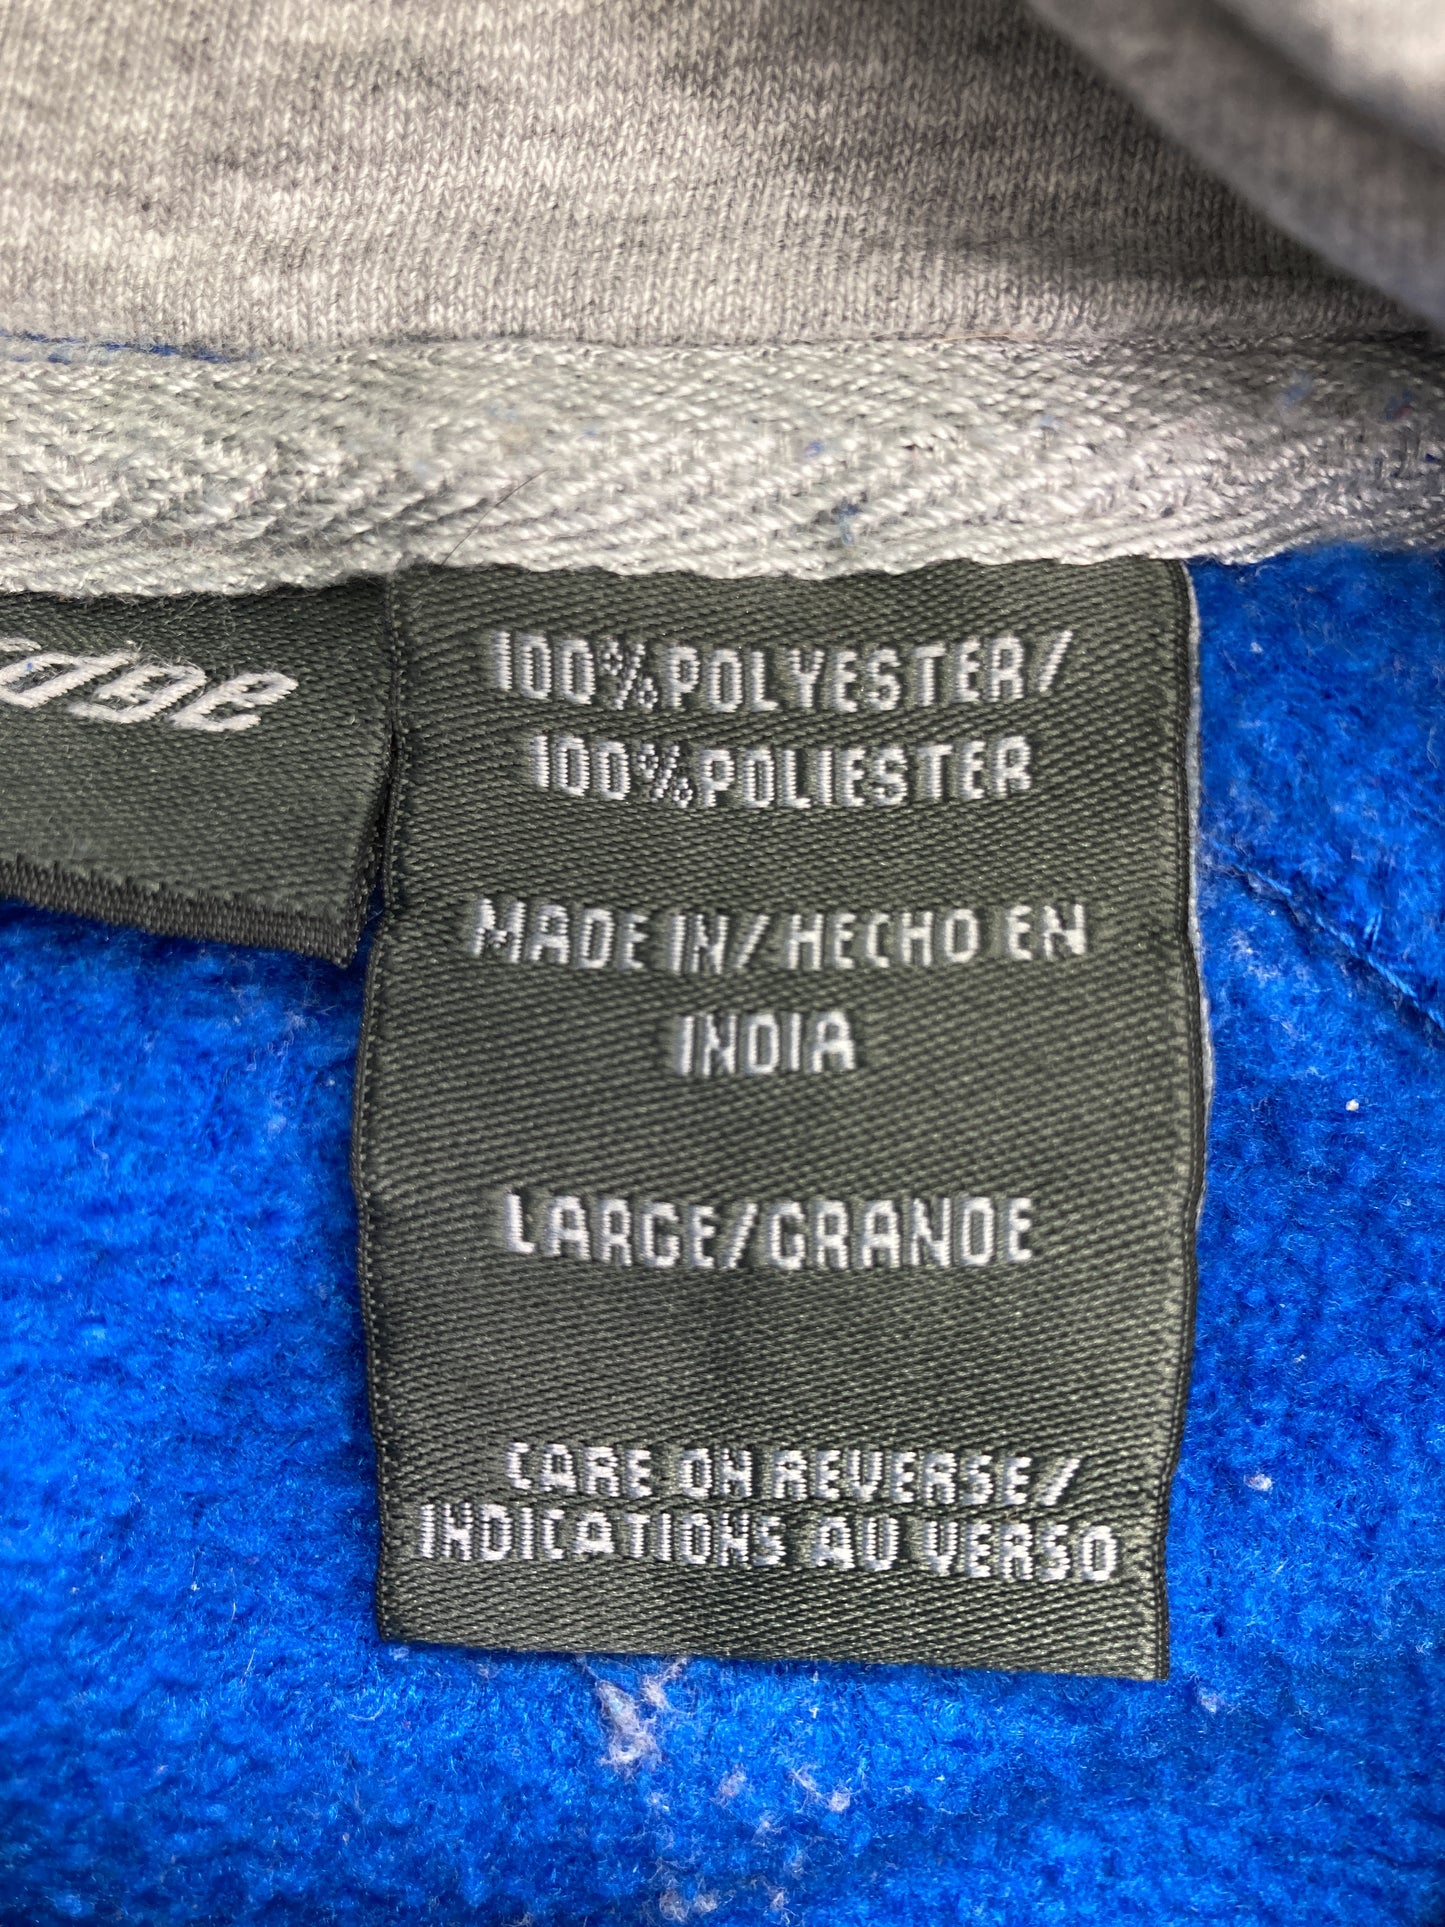 100%POLYESTER/
100%POLIESTER
MADE IN/HECHO EN
INDIA
LARGE/GRANDE
CARE ON REVERSE/
INDICATIONS AU VERSO